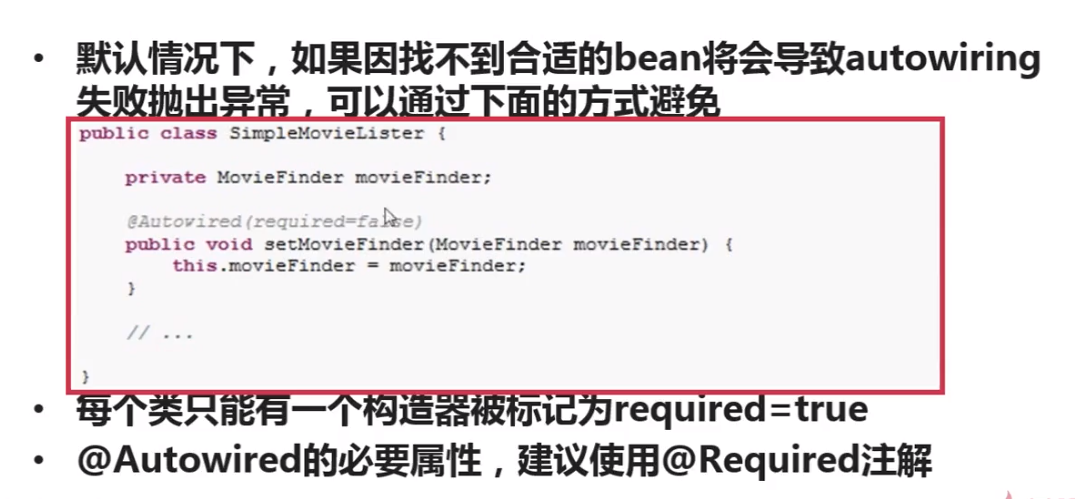 • 默认情况下，如果因找不到合适的bean将会导致autowiring
失败抛出异常，可以通过下面的方式避免
public class SimpleMovieLister {
private MovieFinder movieFinder;
@Autowired(required=false)
public void setMovieFinder(MovieFinder movieFinder) {
this.movieFinder = movieFinder;
}
// ...
}
• 每个类只能有一个构造器被标记为required=true
• @Autowired的必要属性，建议使用@Required注解